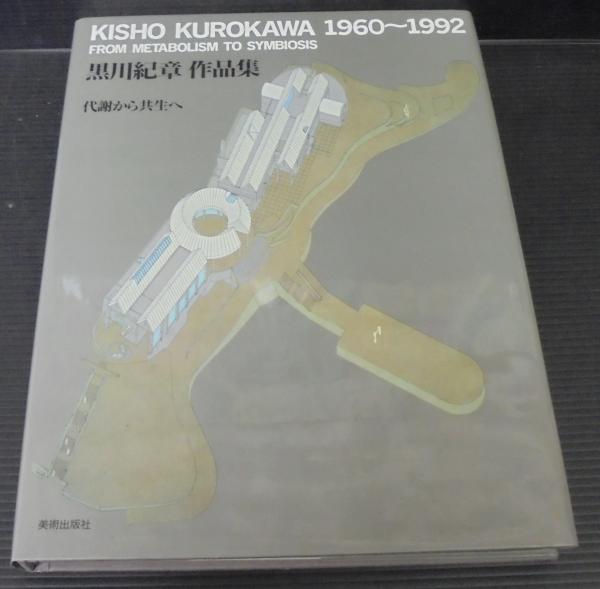 KISHO KUROKAWA 1960〜1992
FROM METABOLISM TO SYMBIOSIS
黒川紀章 作品集
代謝から共生へ
美術出版社